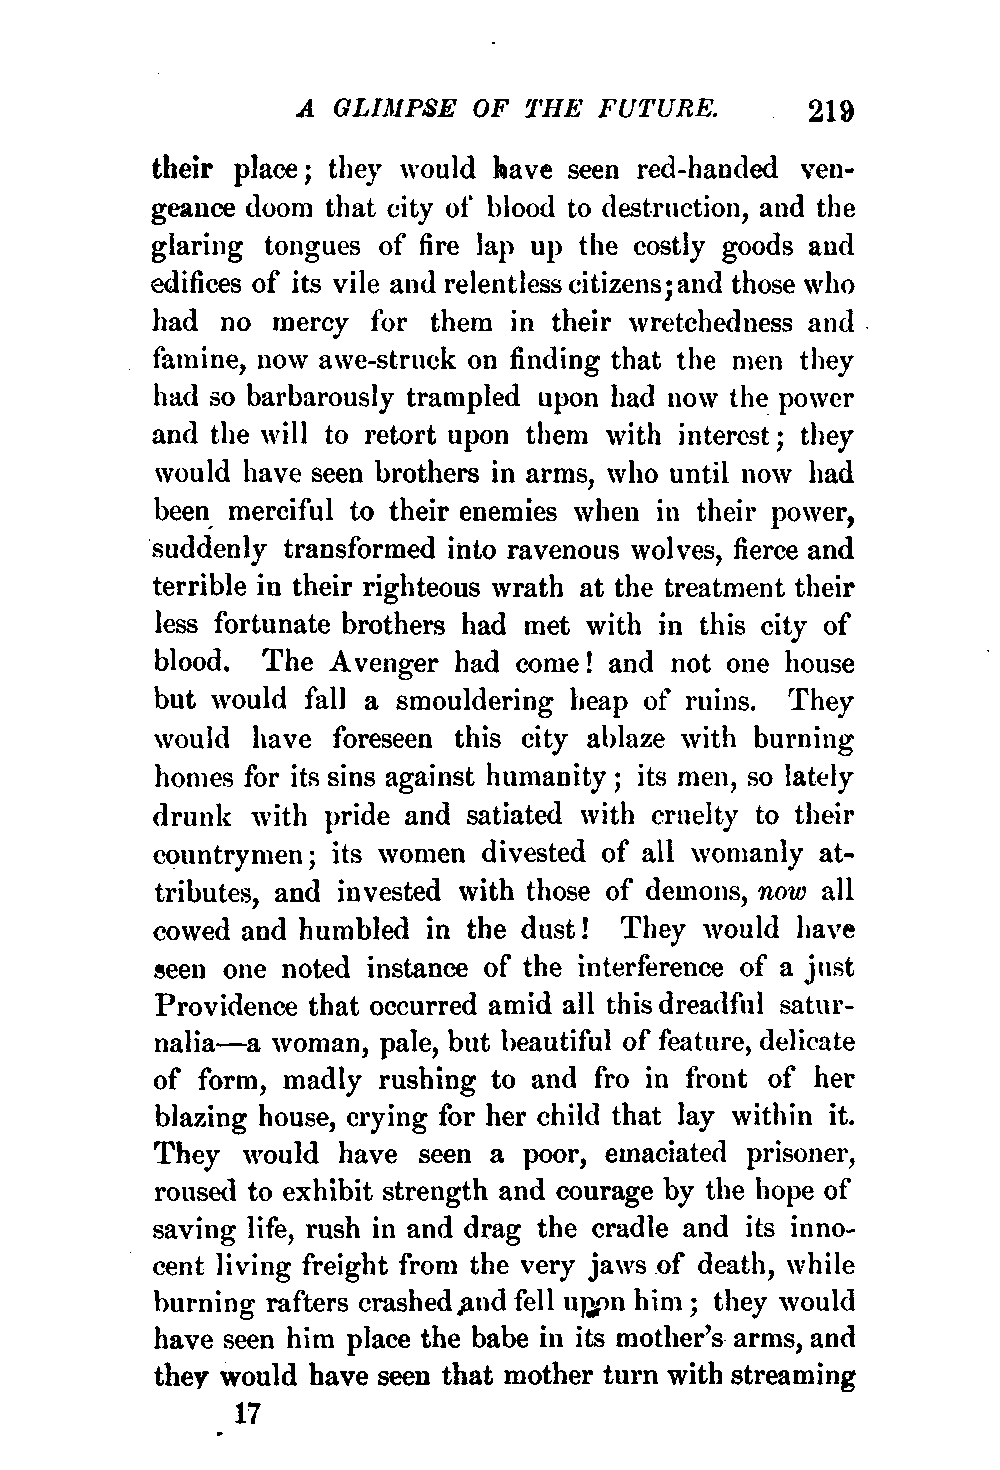 A GLIMPSE OF THE FUTURE. 219
their place; they would have seen red-handed ven-
geance doom that city of blood to destruction, and the
glaring tongues of fire lap up the costly goods and
edifices of its vile and relentless citizens; and those who
had no mercy for them in their wretchedness and
famine, now awe-struck on finding that the men they
had so barbarously trampled upon had now the power
and the will to retort upon them with interest; they
would have seen brothers in arms, who until now had
been merciful to their enemies when in their power,
suddenly transformed into ravenous wolves, fierce and
terrible in their righteous wrath at the treatment their
less fortunate brothers had met with in this city of
blood. The Avenger had come! and not one house
but would fall a smouldering heap of ruins. They
would have foreseen this city ablaze with burning
homes for its sins against humanity; its men, so lately
drunk with pride and satiated with cruelty to their
countrymen; its women divested of all womanly at-
tributes, and invested with those of demons, now all
cowed and humbled in the dust! They would have
seen one noted instance of the interference of a just
Providence that occurred amid all this dreadful satur-
nalia—a woman, pale, but beautiful of feature, delicate
of form, madly rushing to and fro in front of her
blazing house, crying for her child that lay within it.
They would have seen a poor, emaciated prisoner,
roused to exhibit strength and courage by the hope of
saving life, rush in and drag the cradle and its inno-
cent living freight from the very jaws of death, while
burning rafters crashed and fell upon him; they would
have seen him place the babe in its mother's arms, and
they would have seen that mother turn with streaming
17